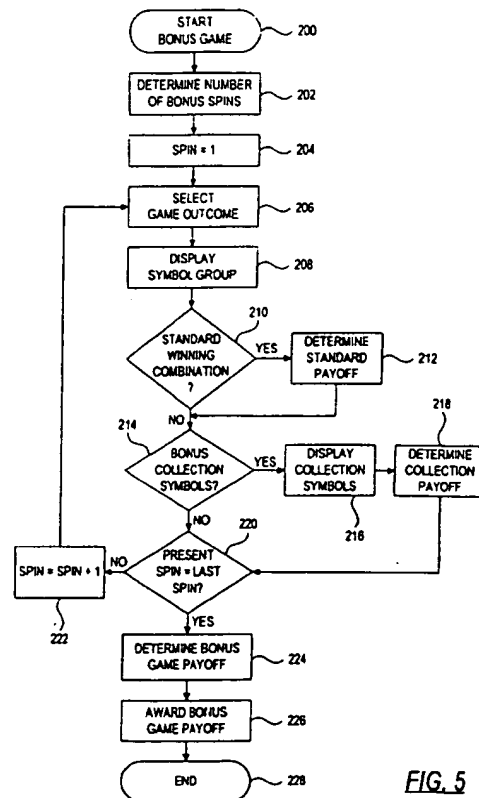 START
BONUS GAME
200
DETERMINE NUMBER
OF BONUS SPINS
202
SPIN = 1
204
SELECT
GAME OUTCOME
206
DISPLAY
SYMBOL GROUP
208
210
STANDARD
WINNING
COMBINATION
?
YES
DETERMINE
STANDARD
PAYOFF
212
NO
214
BONUS
COLLECTION
SYMBOLS?
YES
DISPLAY
COLLECTION
SYMBOLS
216
218
DETERMINE
COLLECTION
PAYOFF
NO
220
PRESENT
SPIN = LAST
SPIN?
NO
SPIN = SPIN + 1
222
YES
DETERMINE BONUS
GAME PAYOFF
224
AWARD BONUS
GAME PAYOFF
226
END
228
FIG. 5